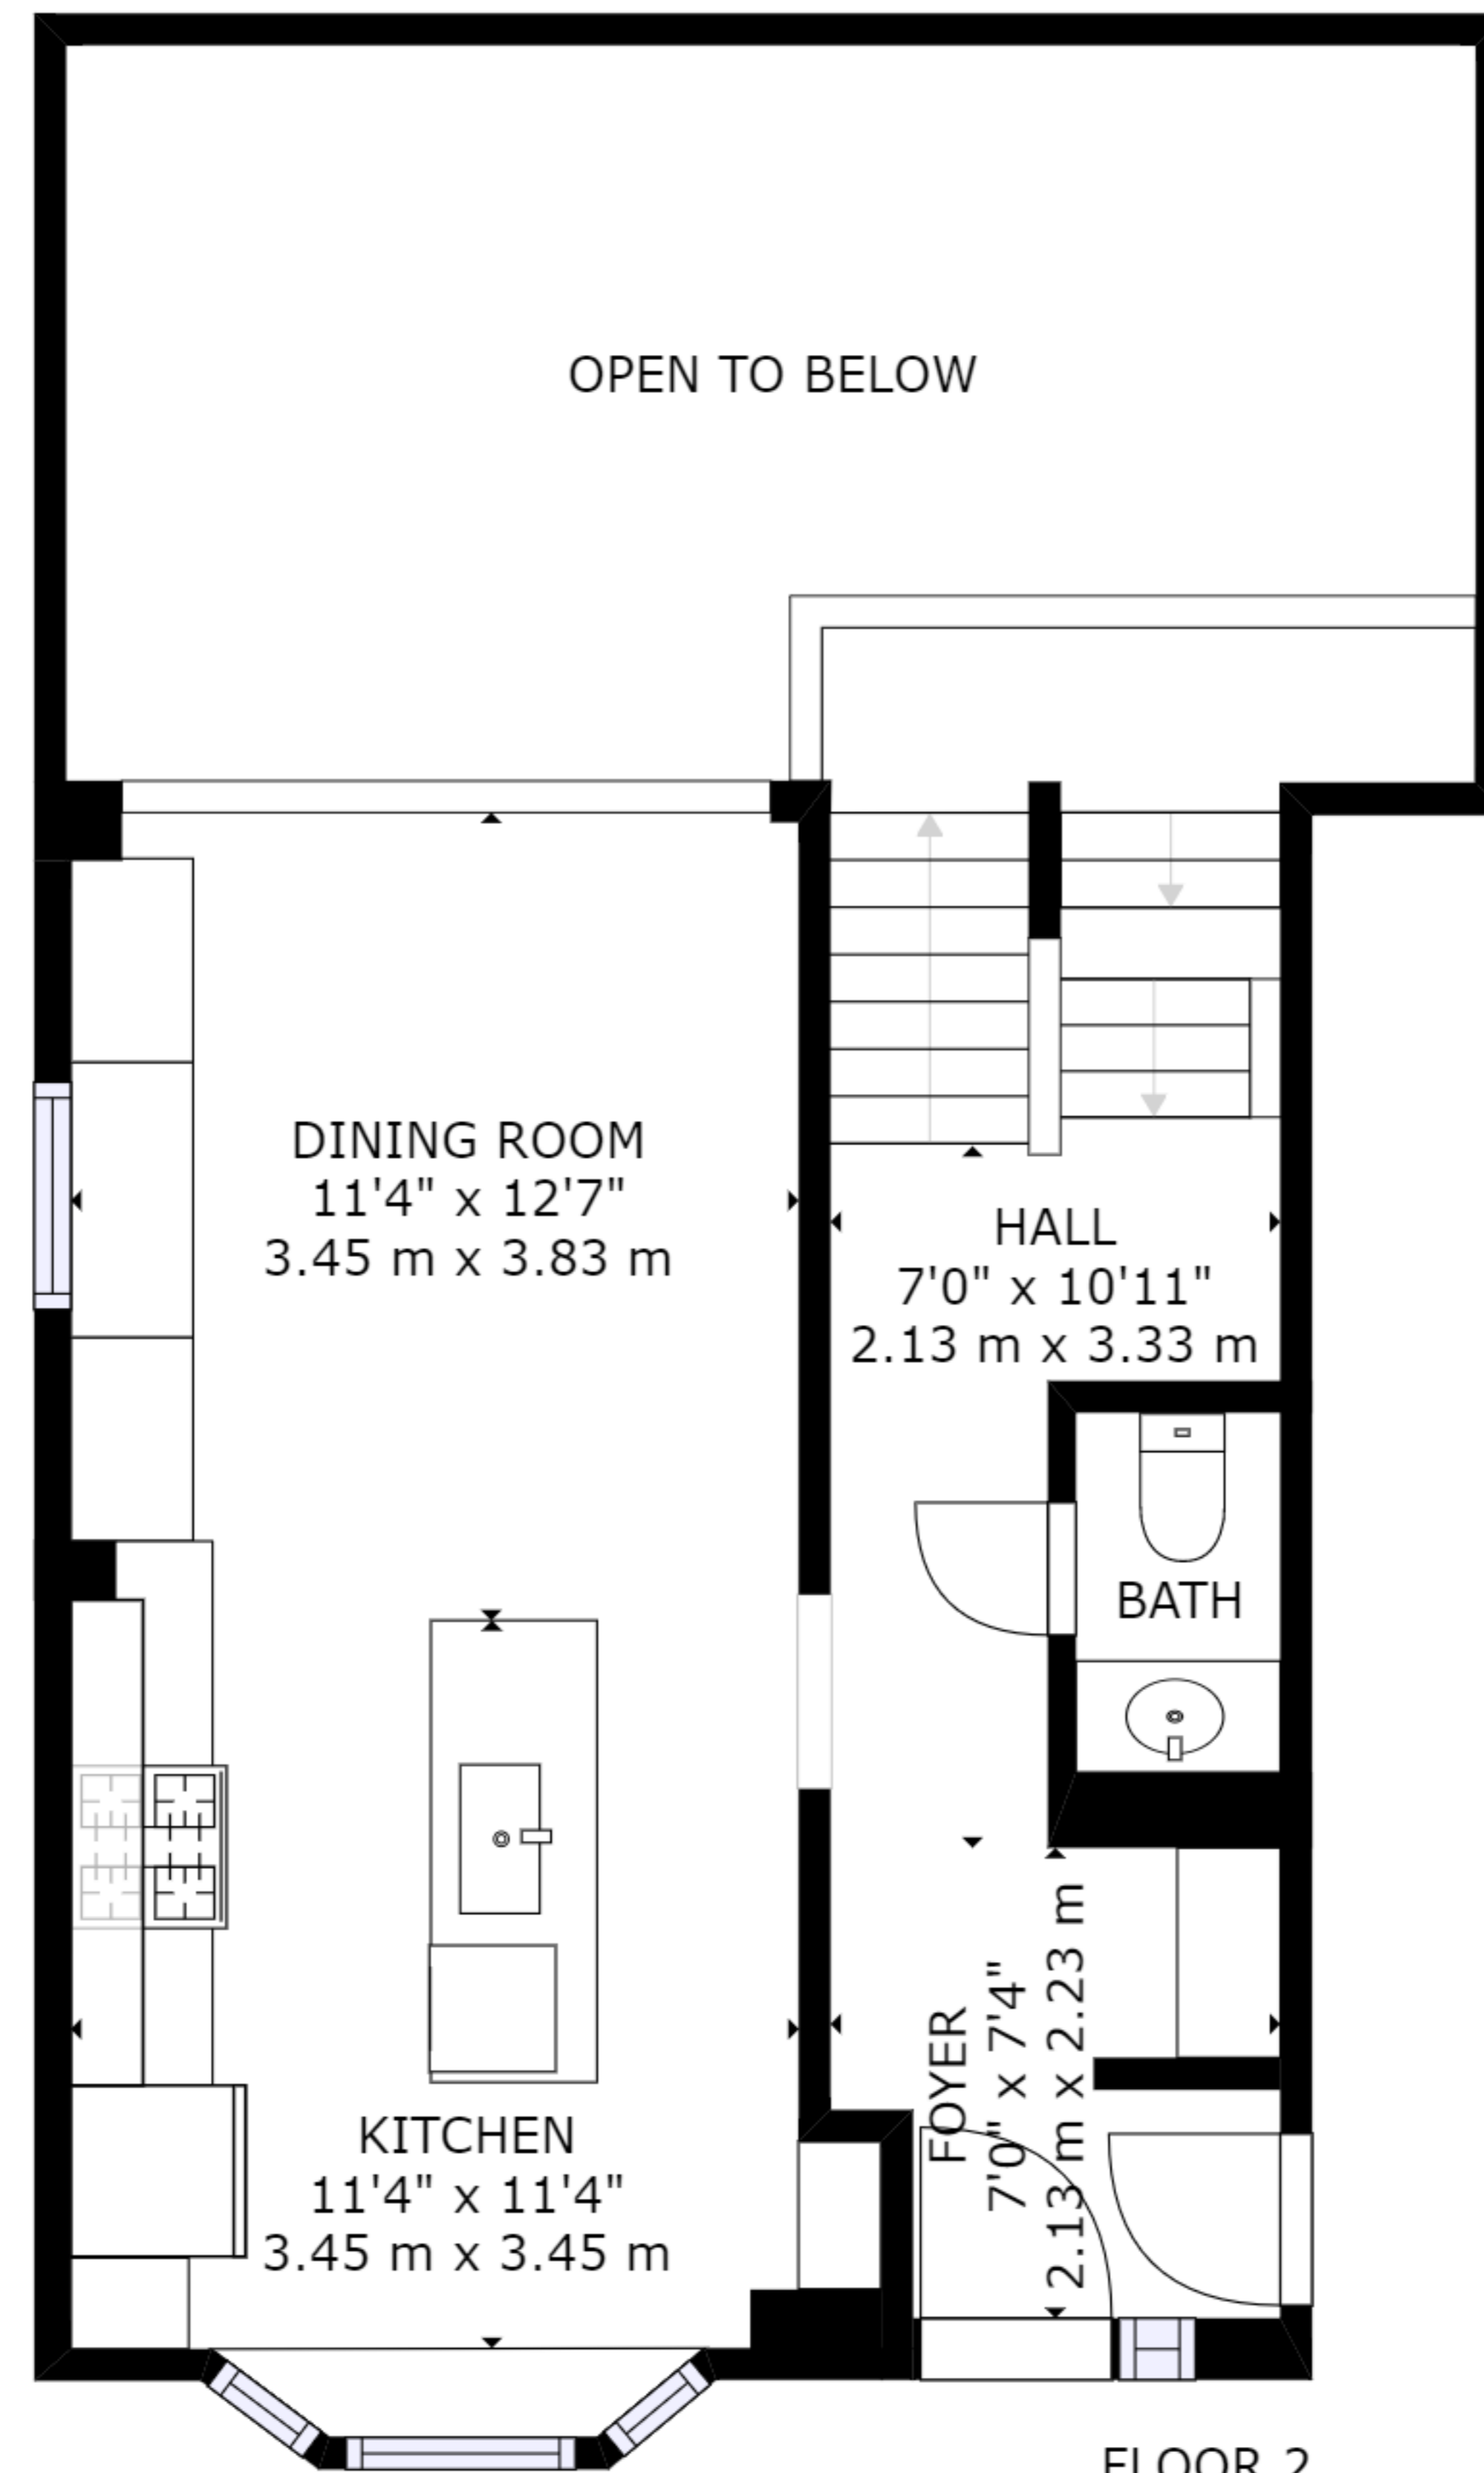 OPEN TO BELOW
DINING ROOM
11'4" x 12'7"
3.45 m x 3.83 m
HALL
7'0" x 10'11"
2.13 m x 3.33 m
BATH
FOYER
7'0" x 7'4"
2.13 m x 2.23 m
KITCHEN
11'4" x 11'4"
3.45 m x 3.45 m
FLOOR 2